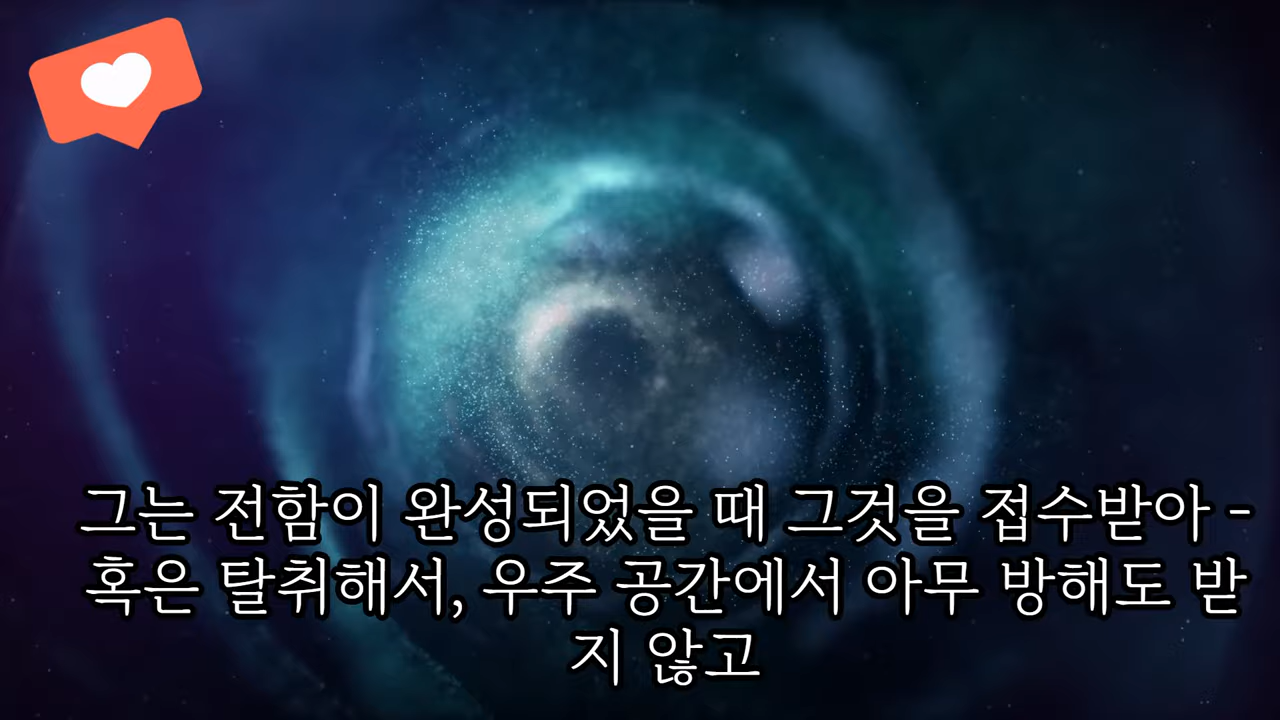 그는 전함이 완성되었을 때 그것을 접수받아 -
혹은 탈취해서, 우주 공간에서 아무 방해도 받
지 않고